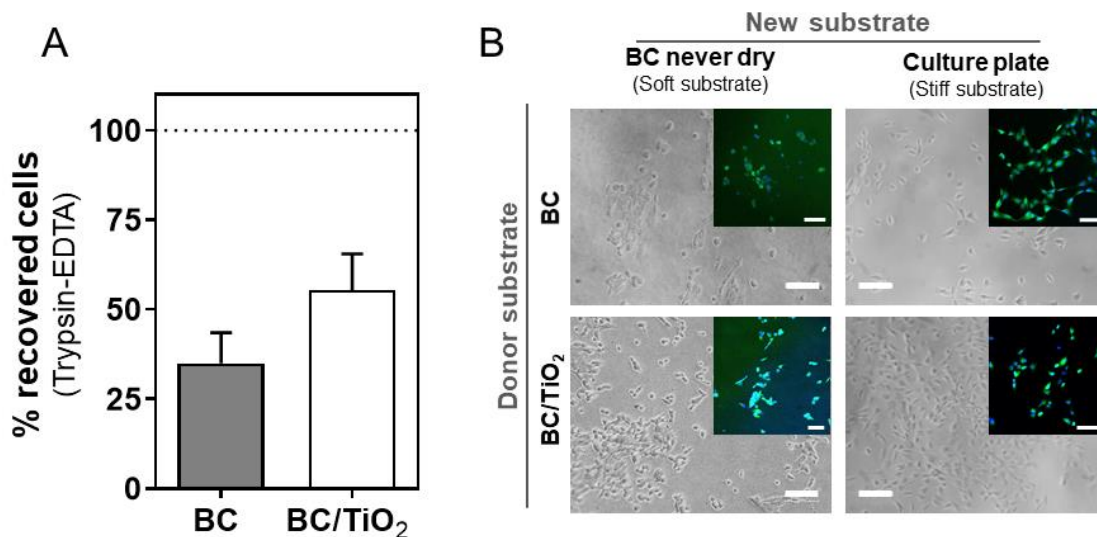 A
% recovered cells
(Trypsin-EDTA)
100
75
50
25
0
BC
BC/TiO₂
B
New substrate
BC never dry
(Soft substrate)
Culture plate
(Stiff substrate)
Donor substrate
BC
BC/TiO₂